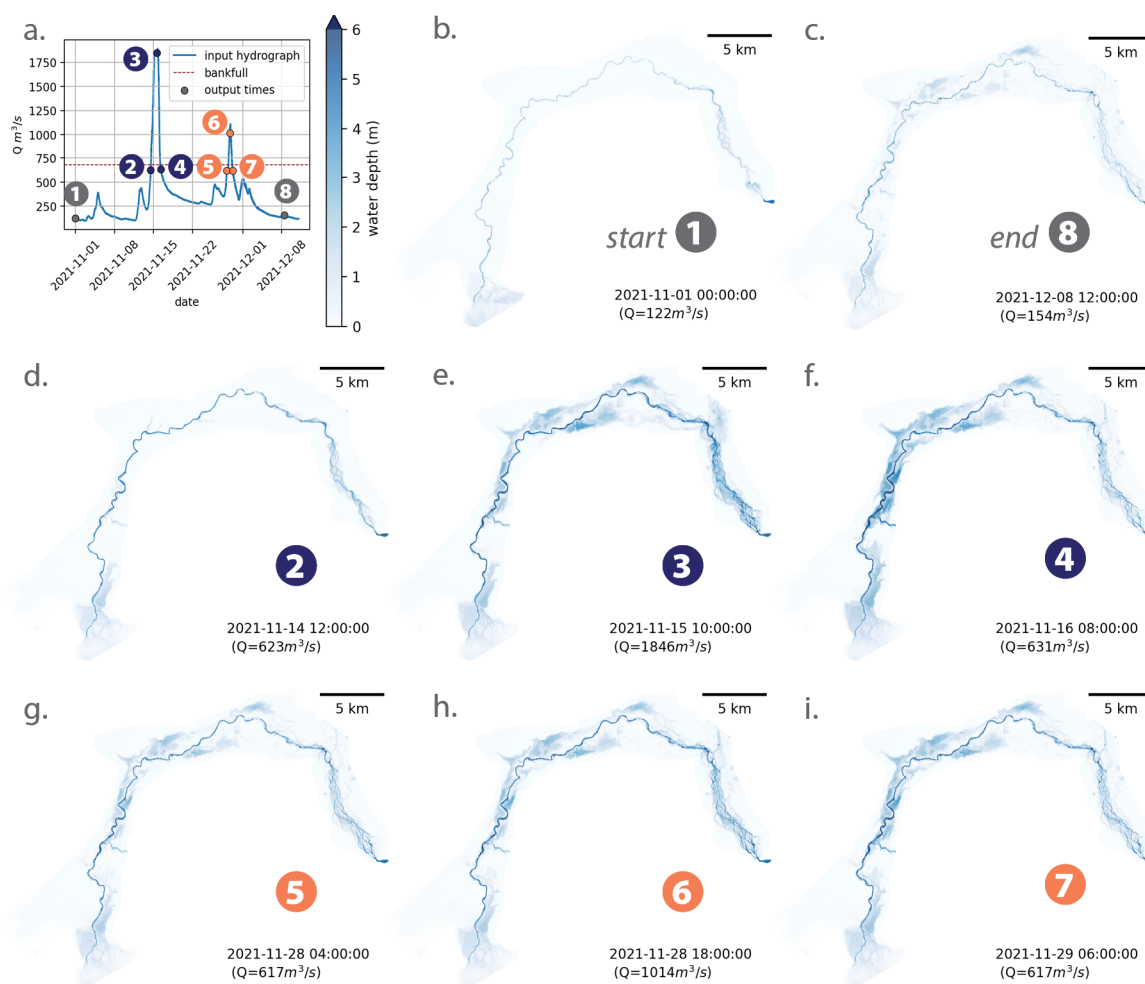 a.
Q m³/s
1750
1500
1250
1000
750
500
250
input hydrograph
bankfull
output times
1
2
3
4
5
6
7
8
2021-11-01
2021-11-08
2021-11-15
2021-11-22
2021-12-01
2021-12-08
date
6
5
4
3
2
1
0
water depth (m)
b.
5 km
start 1
2021-11-01 00:00:00
(Q=122m³/s)
c.
5 km
end 8
2021-12-08 12:00:00
(Q=154m³/s)
d.
5 km
2
2021-11-14 12:00:00
(Q=623m³/s)
e.
5 km
3
2021-11-15 10:00:00
(Q=1846m³/s)
f.
5 km
4
2021-11-16 08:00:00
(Q=631m³/s)
g.
5 km
5
2021-11-28 04:00:00
(Q=617m³/s)
h.
5 km
6
2021-11-28 18:00:00
(Q=1014m³/s)
i.
5 km
7
2021-11-29 06:00:00
(Q=617m³/s)